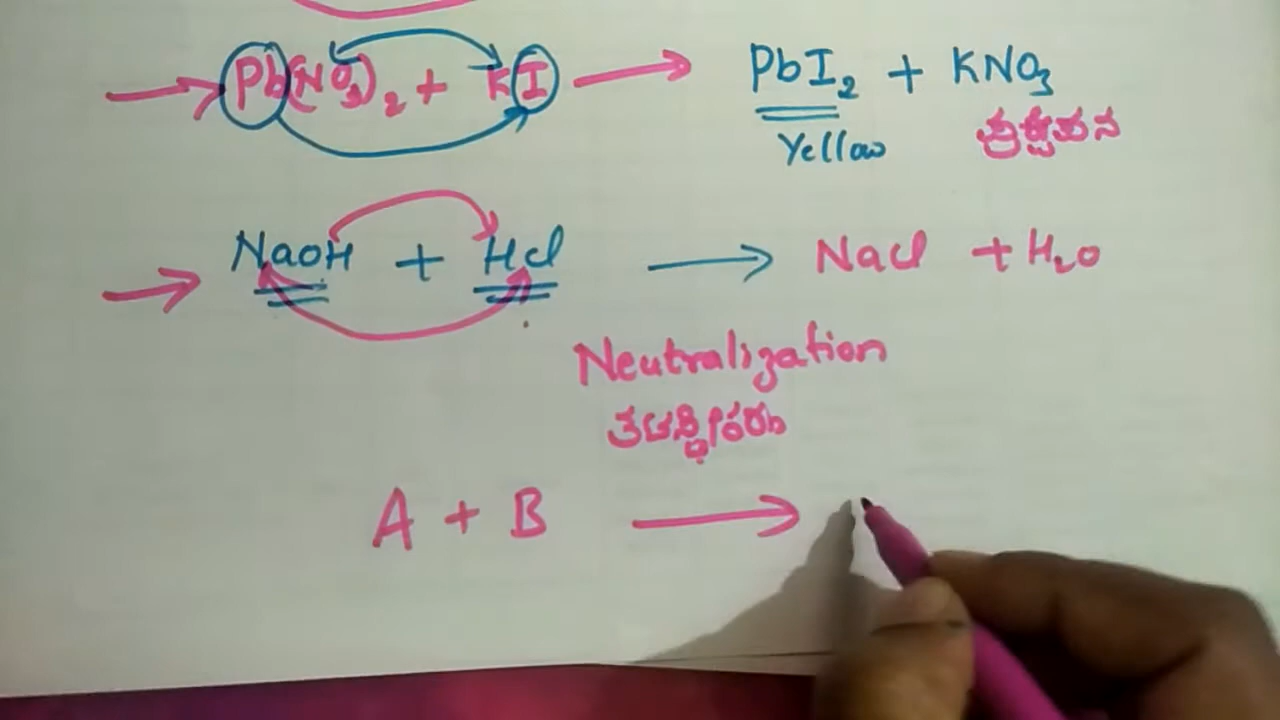 → Pb(NO₃)₂ + KI → PbI₂ + KNO₃
Yellow
→ NaOH + Hcl → Nacl + H₂O
Neutralization
A + B →